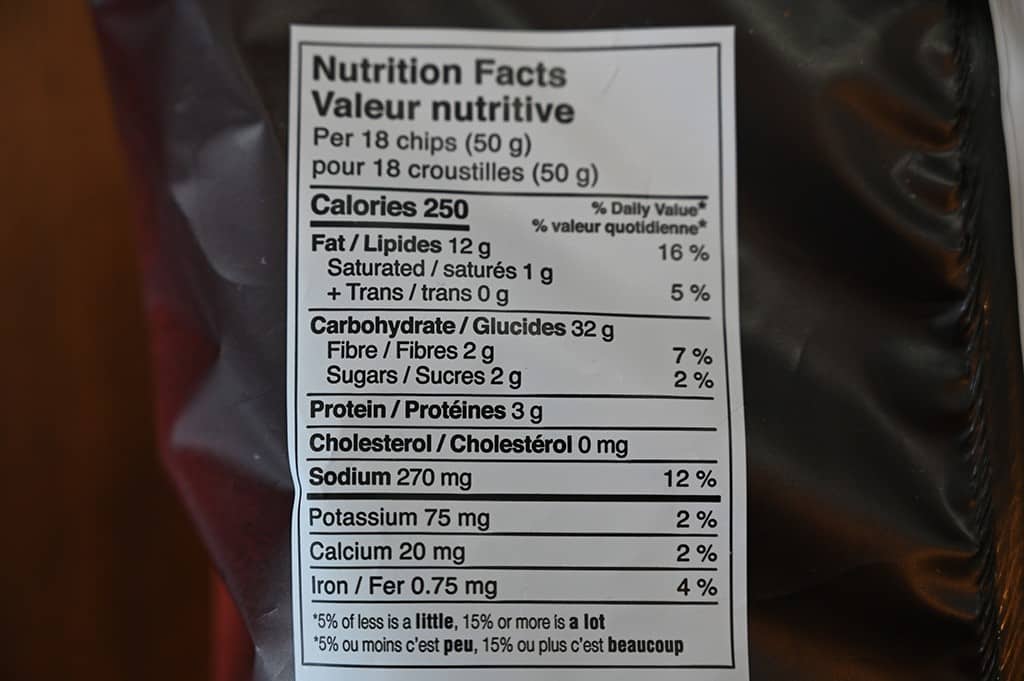 Nutrition Facts
Valeur nutritive
Per 18 chips (50 g)
pour 18 croustilles (50 g)
Calories 250
% Daily Value*
% valeur quotidienne*
Fat / Lipides 12 g 16 %
Saturated / saturés 1 g
+ Trans / trans 0 g 5 %
Carbohydrate / Glucides 32 g
Fibre / Fibres 2 g 7 %
Sugars / Sucres 2 g 2 %
Protein / Protéines 3 g
Cholesterol / Cholestérol 0 mg
Sodium 270 mg 12 %
Potassium 75 mg 2 %
Calcium 20 mg 2 %
Iron / Fer 0.75 mg 4 %
*5% of less is a little, 15% or more is a lot
*5% ou moins c'est peu, 15% ou plus c'est beaucoup